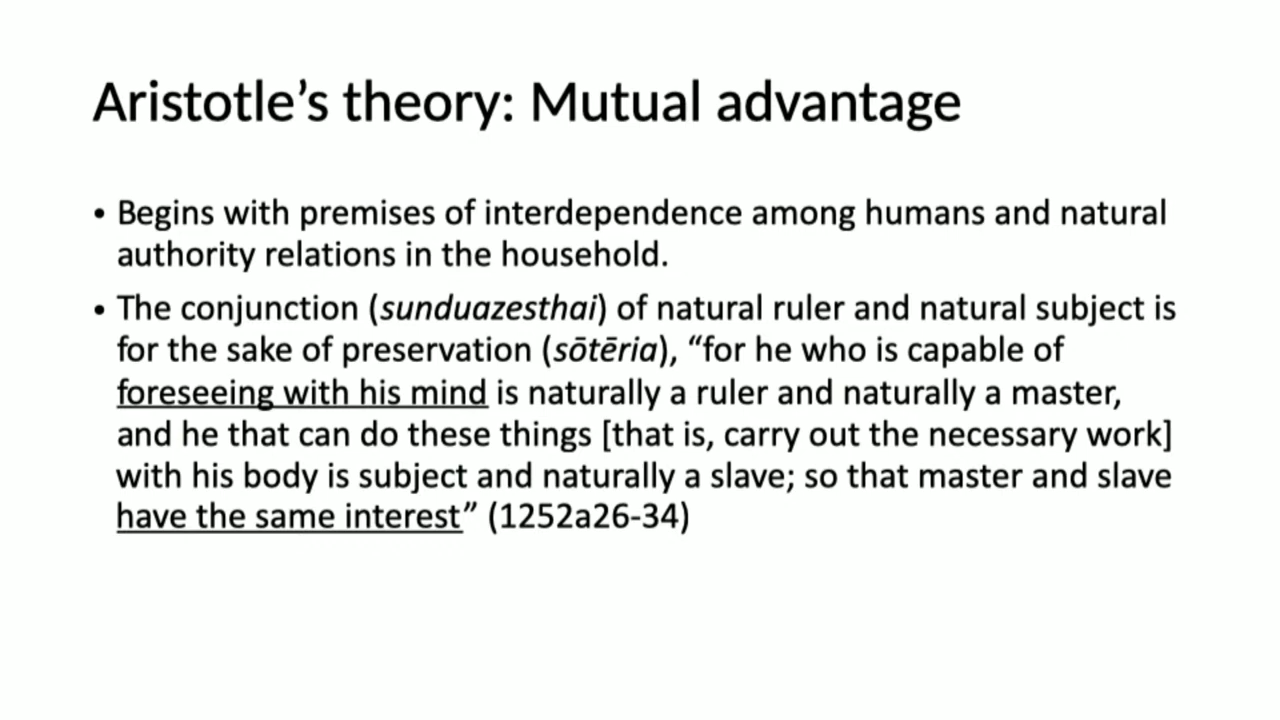 Aristotle’s theory: Mutual advantage
• Begins with premises of interdependence among humans and natural
authority relations in the household.
• The conjunction (sunduazesthai) of natural ruler and natural subject is
for the sake of preservation (sōtēria), “for he who is capable of
foreseeing with his mind is naturally a ruler and naturally a master,
and he that can do these things [that is, carry out the necessary work]
with his body is subject and naturally a slave; so that master and slave
have the same interest” (1252a26-34)